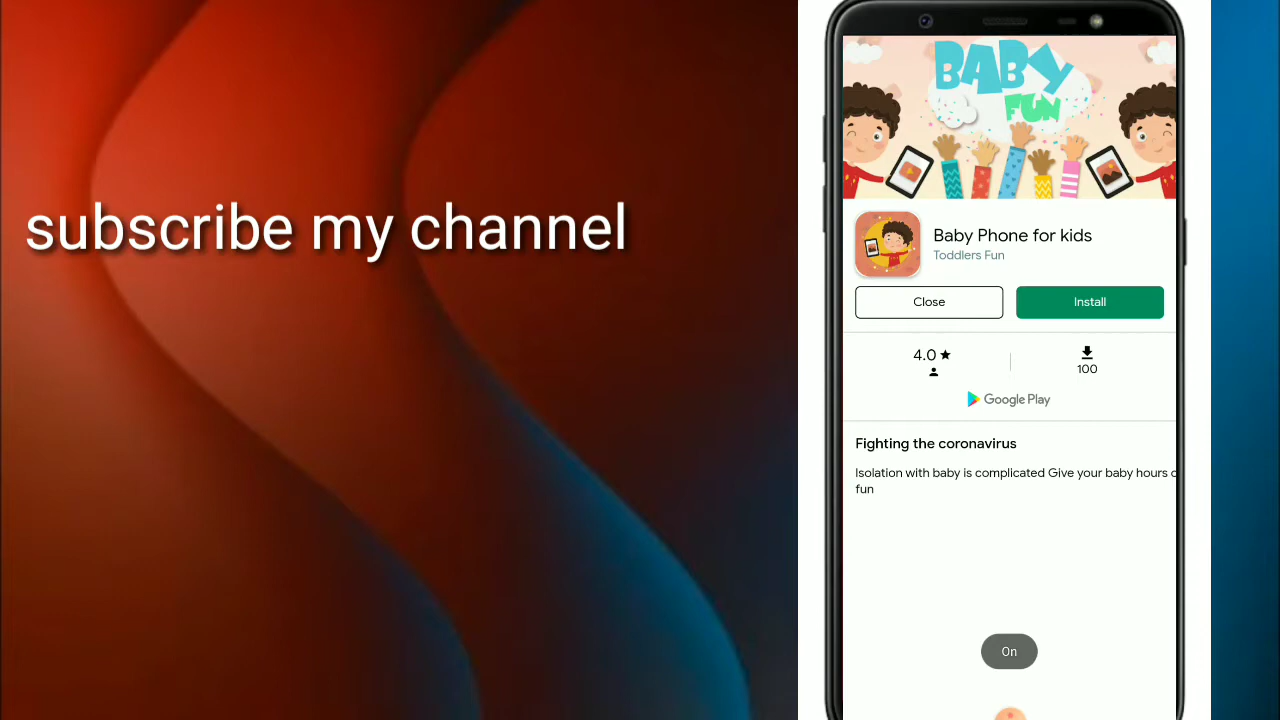 subscribe my channel
BABY
FUN
Baby Phone for kids
Toddlers Fun
Close
Install
4.0
100
Google Play
Fighting the coronavirus
Isolation with baby is complicated Give your baby hours
fun
On